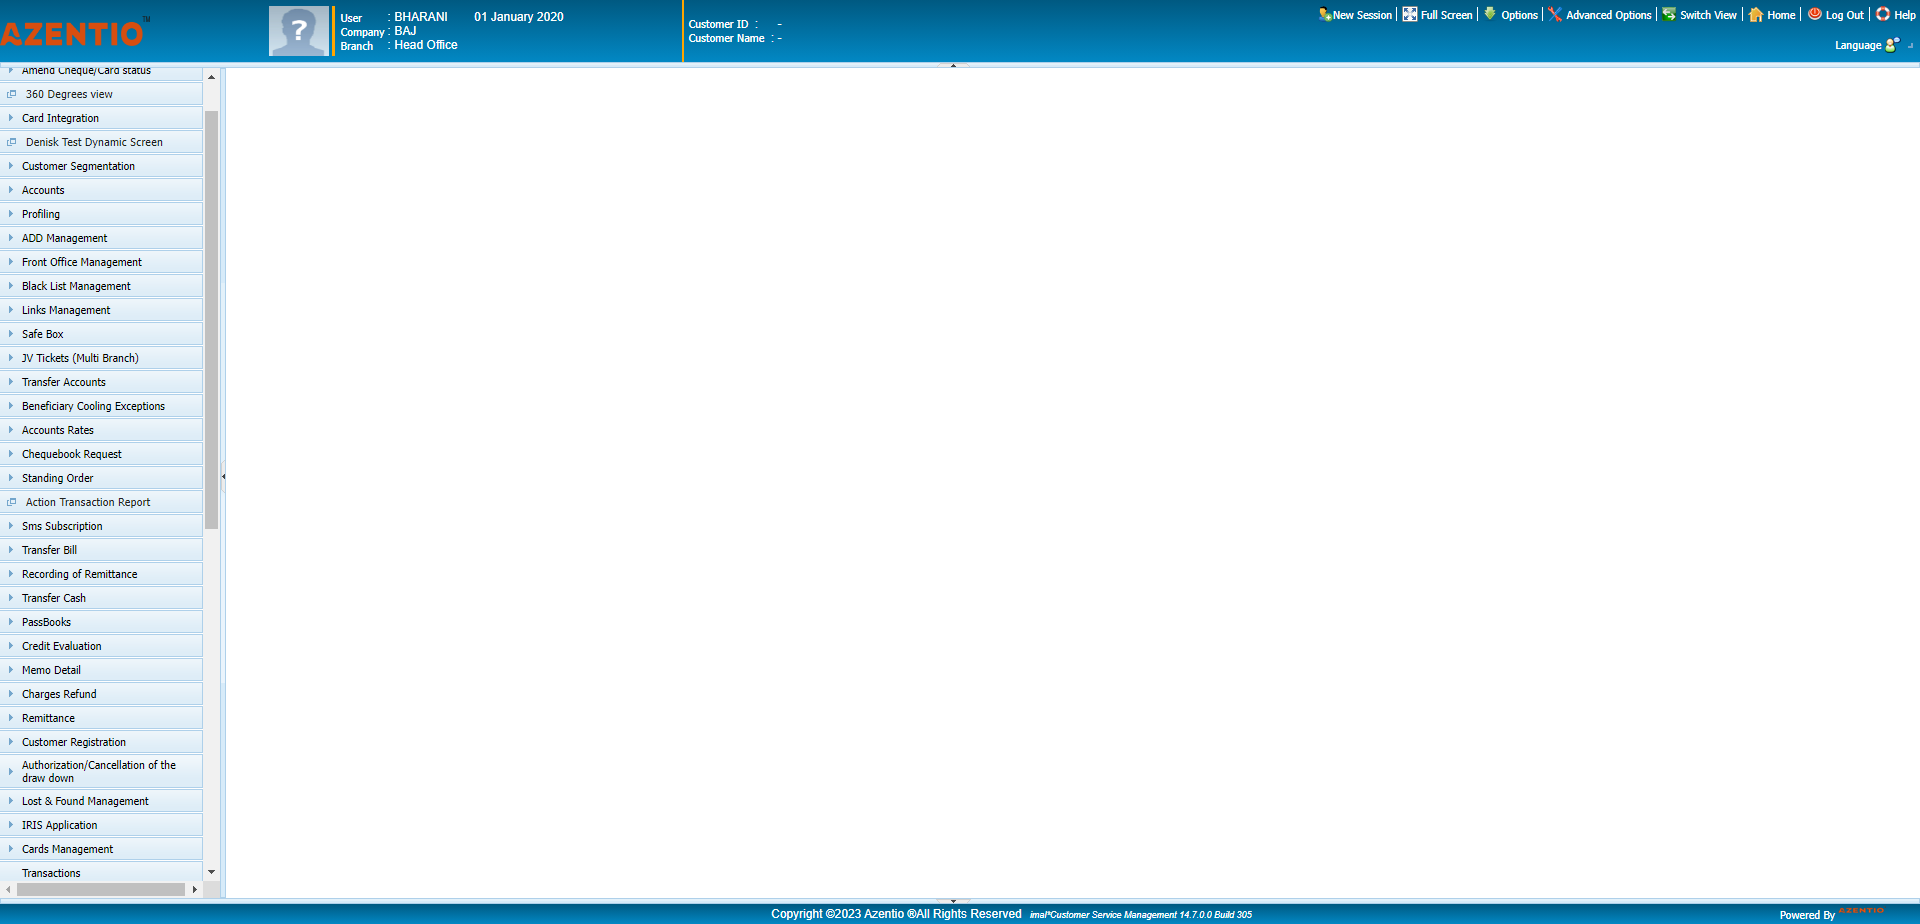 AZENTIO™
?
User : BHARANI 01 January 2020
Company : BAJ
Branch : Head Office
Customer ID : -
Customer Name : -
New Session Full Screen Options Advanced Options Switch View Home Log Out Help
Language
Amend Cheque/Card status
360 Degrees view
Card Integration
Denisk Test Dynamic Screen
Customer Segmentation
Accounts
Profiling
ADD Management
Front Office Management
Black List Management
Links Management
Safe Box
JV Tickets (Multi Branch)
Transfer Accounts
Beneficiary Cooling Exceptions
Accounts Rates
Chequebook Request
Standing Order
Action Transaction Report
Sms Subscription
Transfer Bill
Recording of Remittance
Transfer Cash
PassBooks
Credit Evaluation
Memo Detail
Charges Refund
Remittance
Customer Registration
Authorization/Cancellation of the
draw down
Lost & Found Management
IRIS Application
Cards Management
Transactions
Copyright ©2023 Azentio ®All Rights Reserved imal*Customer Service Management 14.7.0.0 Build 305
Powered By AZENTIO